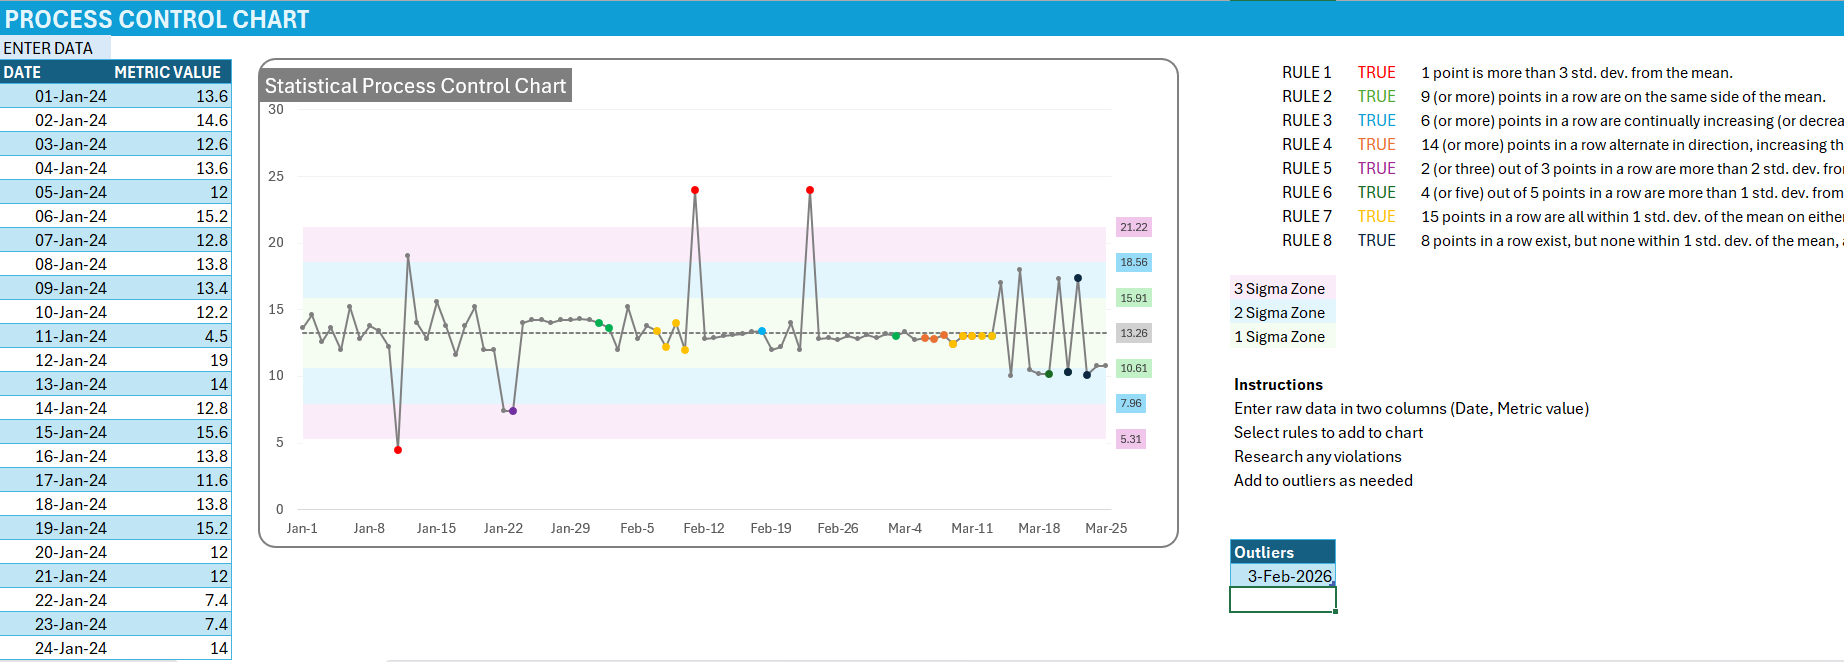 PROCESS CONTROL CHART
ENTER DATA
DATE METRIC VALUE
01-Jan-24 13.6
02-Jan-24 14.6
03-Jan-24 12.6
04-Jan-24 13.6
05-Jan-24 12
06-Jan-24 15.2
07-Jan-24 12.8
08-Jan-24 13.8
09-Jan-24 13.4
10-Jan-24 12.2
11-Jan-24 4.5
12-Jan-24 19
13-Jan-24 14
14-Jan-24 12.8
15-Jan-24 15.6
16-Jan-24 13.8
17-Jan-24 11.6
18-Jan-24 13.8
19-Jan-24 15.2
20-Jan-24 12
21-Jan-24 12
22-Jan-24 7.4
23-Jan-24 7.4
24-Jan-24 14
Statistical Process Control Chart
30
25
20
15
10
5
0
Jan-1 Jan-8 Jan-15 Jan-22 Jan-29 Feb-5 Feb-12 Feb-19 Feb-26 Mar-4 Mar-11 Mar-18 Mar-25
21.22
18.56
15.91
13.26
10.61
7.96
5.31
RULE 1 TRUE 1 point is more than 3 std. dev. from the mean.
RULE 2 TRUE 9 (or more) points in a row are on the same side of the mean.
RULE 3 TRUE 6 (or more) points in a row are continually increasing (or decrea
RULE 4 TRUE 14 (or more) points in a row alternate in direction, increasing th
RULE 5 TRUE 2 (or three) out of 3 points in a row are more than 2 std. dev. fro
RULE 6 TRUE 4 (or five) out of 5 points in a row are more than 1 std. dev. from
RULE 7 TRUE 15 points in a row are all within 1 std. dev. of the mean on either
RULE 8 TRUE 8 points in a row exist, but none within 1 std. dev. of the mean,
3 Sigma Zone
2 Sigma Zone
1 Sigma Zone
Instructions
Enter raw data in two columns (Date, Metric value)
Select rules to add to chart
Research any violations
Add to outliers as needed
Outliers
3-Feb-2026